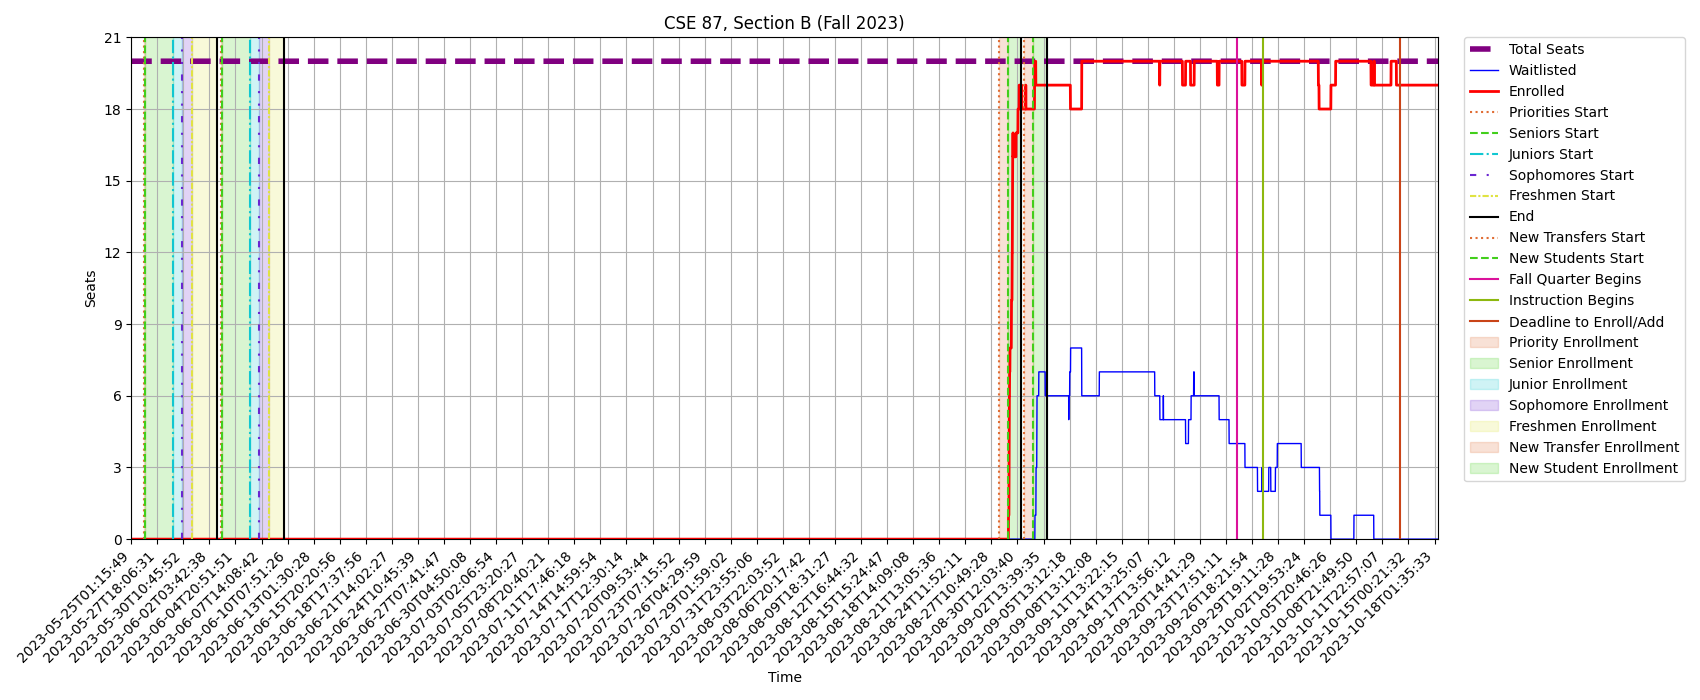 CSE 87, Section B (Fall 2023)
21
18
15
12
9
6
3
0
Seats
2023-05-25T01:15:49
2023-05-27T18:06:31
2023-05-30T10:45:52
2023-06-02T03:42:38
2023-06-04T20:51:51
2023-06-07T14:08:42
2023-06-10T07:51:26
2023-06-13T01:30:28
2023-06-15T20:20:56
2023-06-18T17:37:56
2023-06-21T14:02:27
2023-06-24T10:45:39
2023-06-27T07:41:47
2023-06-30T04:50:08
2023-07-03T02:06:54
2023-07-05T23:20:27
2023-07-08T20:40:21
2023-07-11T17:46:18
2023-07-14T14:59:54
2023-07-17T12:30:14
2023-07-20T09:53:44
2023-07-23T07:15:52
2023-07-26T04:29:59
2023-07-29T01:59:02
2023-07-31T23:55:06
2023-08-03T22:03:52
2023-08-06T20:17:42
2023-08-09T18:31:27
2023-08-12T16:44:32
2023-08-15T15:24:47
2023-08-18T14:09:08
2023-08-21T13:05:36
2023-08-24T11:52:11
2023-08-27T10:49:28
2023-08-30T12:03:40
2023-09-02T13:39:35
2023-09-05T13:12:18
2023-09-08T13:12:08
2023-09-11T13:22:15
2023-09-14T13:25:07
2023-09-17T13:56:12
2023-09-20T14:41:29
2023-09-23T17:51:11
2023-09-26T18:21:54
2023-09-29T19:11:28
2023-10-02T19:53:24
2023-10-05T20:46:26
2023-10-08T21:49:50
2023-10-11T22:57:07
2023-10-15T00:21:32
2023-10-18T01:35:33
Time
Total Seats
Waitlisted
Enrolled
Priorities Start
Seniors Start
Juniors Start
Sophomores Start
Freshmen Start
End
New Transfers Start
New Students Start
Fall Quarter Begins
Instruction Begins
Deadline to Enroll/Add
Priority Enrollment
Senior Enrollment
Junior Enrollment
Sophomore Enrollment
Freshmen Enrollment
New Transfer Enrollment
New Student Enrollment